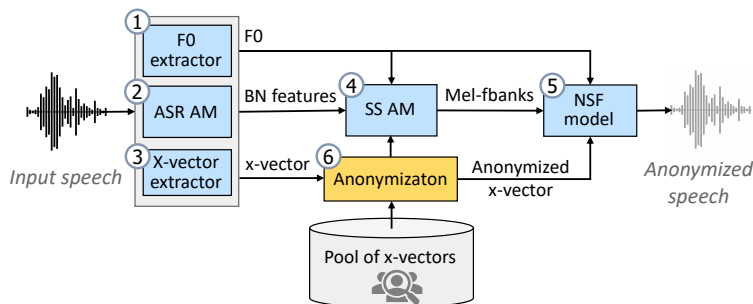 1
F0
F0
extractor
2
ASR AM
BN features
4
SS AM
Mel-fbanks
5
NSF
model
3
X-vector
extractor
x-vector
6
Anonymizaton
Anonymized
x-vector
Input speech
Anonymized
speech
Pool of x-vectors